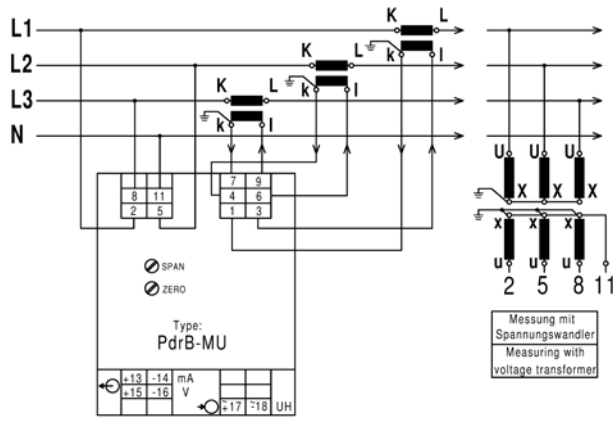 L1 K L
k l
L2 K L
k l
L3 K L
k l
N
U U U
X X X
x x x
u u u
2 5 8 11
7 9
8 11 4 6
2 5 1 3
SPAN
ZERO
Type:
PdrB-MU
+13 -14 mA
+15 -16 V
+17 -18 UH
~ ~
Messung mit
Spannungswandler
Measuring with
voltage transformer